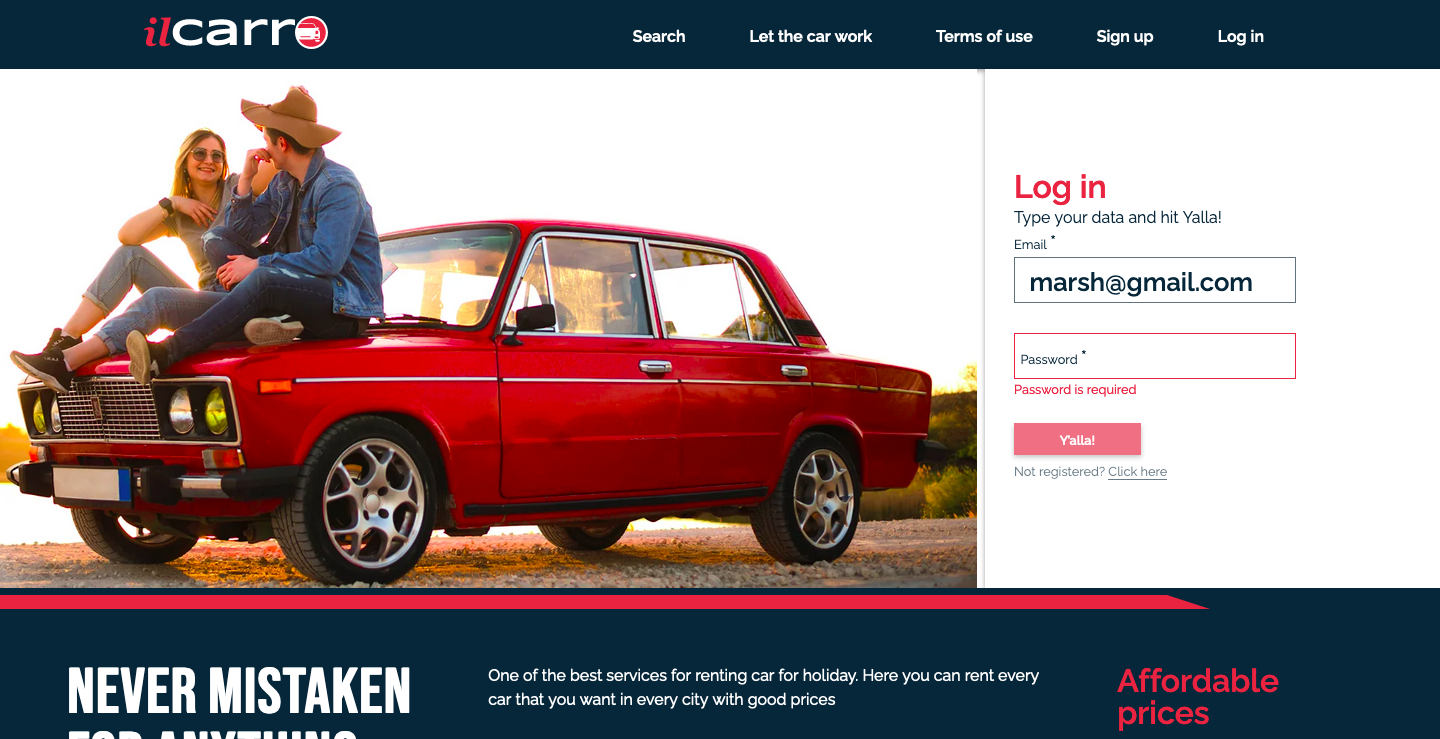 ilcarro
Search
Let the car work
Terms of use
Sign up
Log in
Log in
Type your data and hit Yalla!
Email *
marsh@gmail.com
Password *
Password is required
Y'alla!
Not registered? Click here
NEVER MISTAKEN
FOR ANYTHING
One of the best services for renting car for holiday. Here you can rent every
car that you want in every city with good prices
Affordable
prices